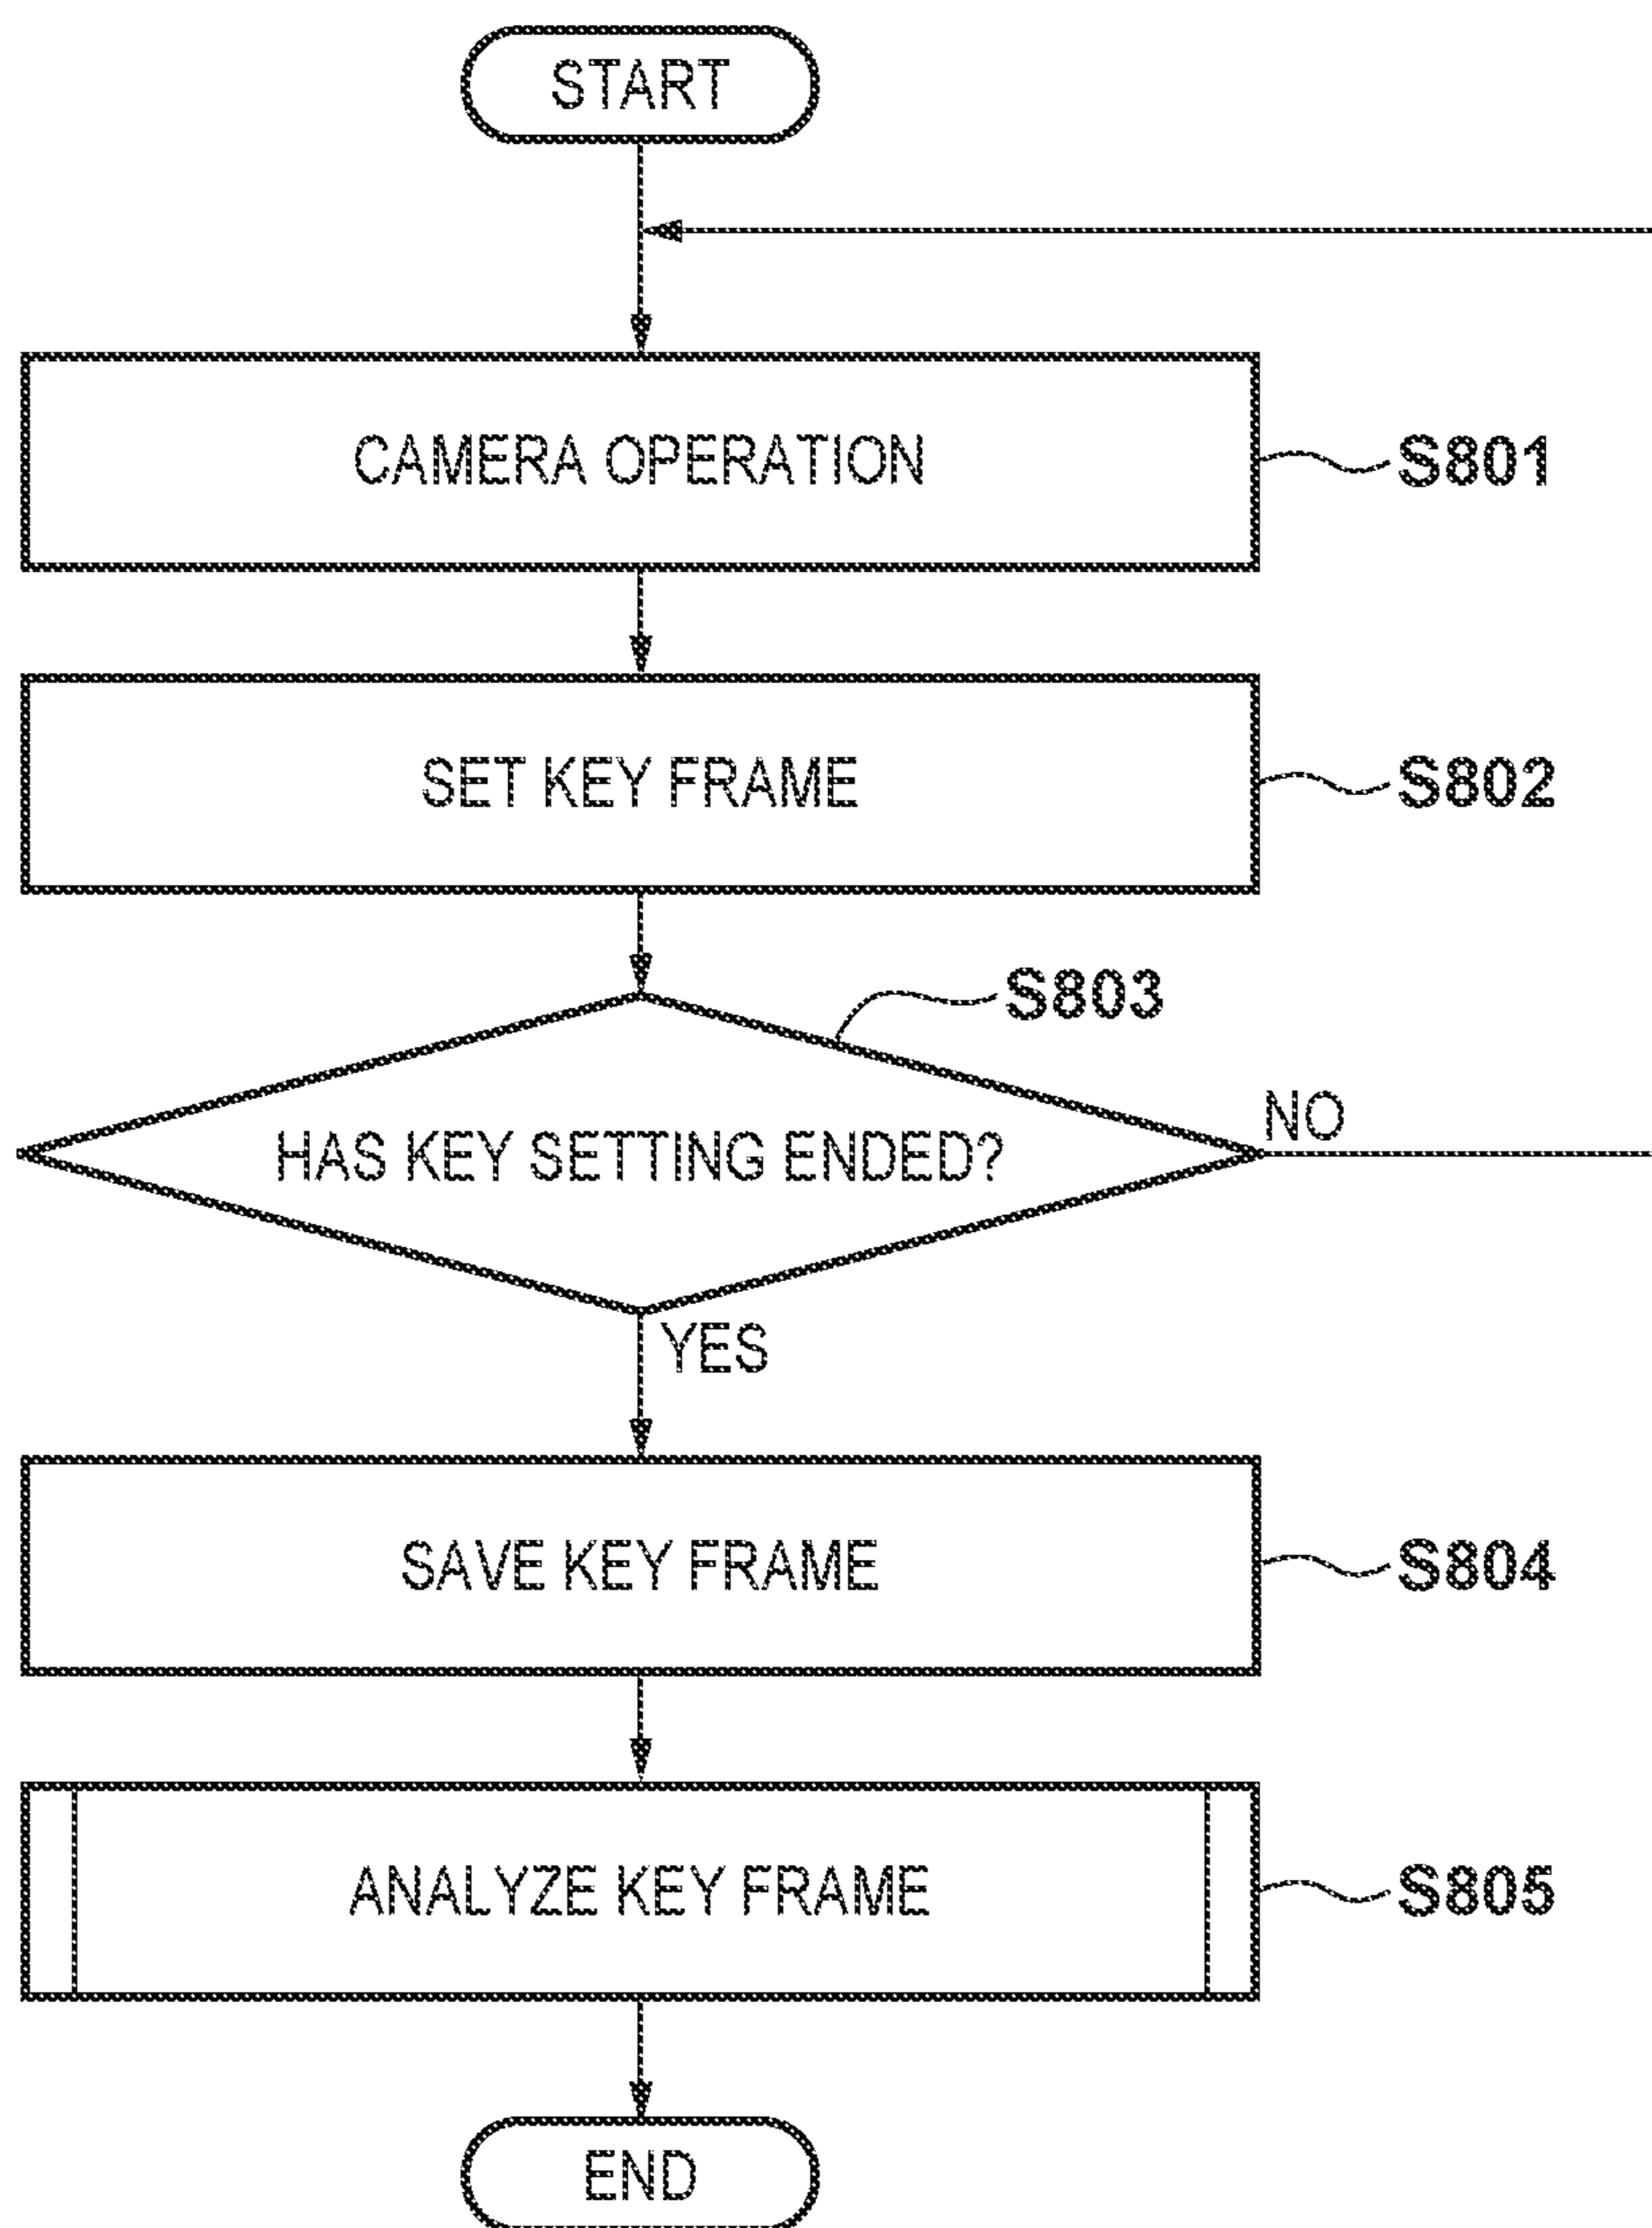 START
CAMERA OPERATION
S801
SET KEY FRAME
S802
S803
HAS KEY SETTING ENDED?
NO
YES
SAVE KEY FRAME
S804
ANALYZE KEY FRAME
S805
END